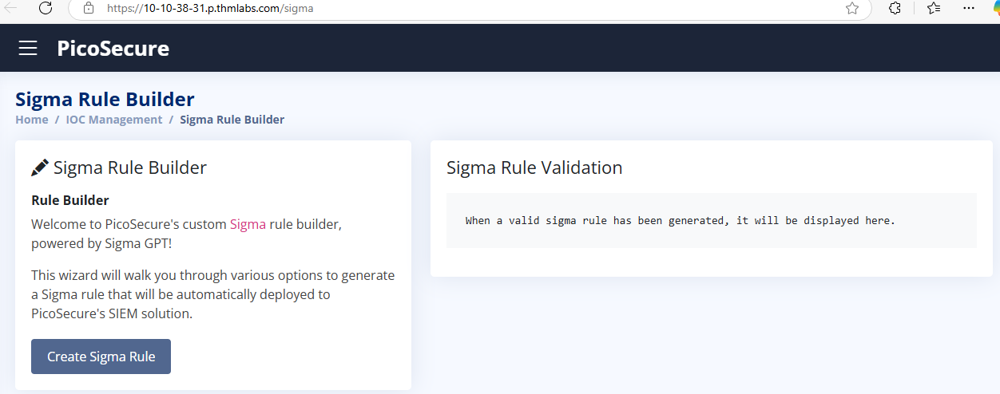 https://10-10-38-31.p.thmlabs.com/sigma
PicoSecure
Sigma Rule Builder
Home / IOC Management / Sigma Rule Builder
Sigma Rule Builder
Rule Builder
Welcome to PicoSecure's custom Sigma rule builder,
powered by Sigma GPT!
This wizard will walk you through various options to generate
a Sigma rule that will be automatically deployed to
PicoSecure's SIEM solution.
Create Sigma Rule
Sigma Rule Validation
When a valid sigma rule has been generated, it will be displayed here.